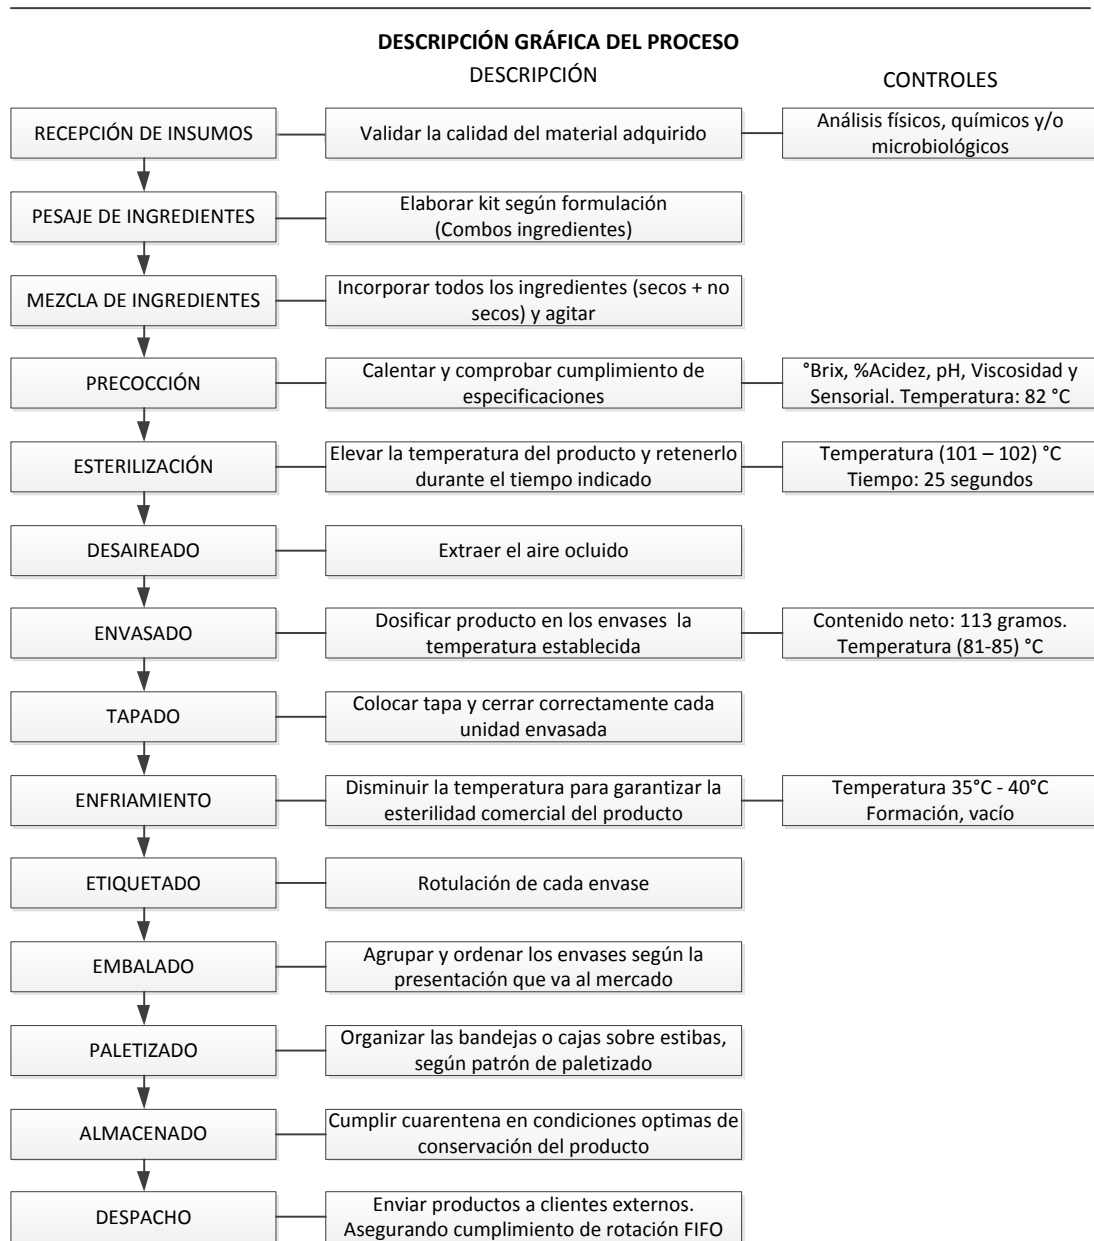 DESCRIPCIÓN GRÁFICA DEL PROCESO
DESCRIPCIÓN
CONTROLES
RECEPCIÓN DE INSUMOS
Validar la calidad del material adquirido
Análisis físicos, químicos y/o
microbiológicos
PESAJE DE INGREDIENTES
Elaborar kit según formulación
(Combos ingredientes)
MEZCLA DE INGREDIENTES
Incorporar todos los ingredientes (secos + no
secos) y agitar
PRECOCCIÓN
Calentar y comprobar cumplimiento de
especificaciones
°Brix, %Acidez, pH, Viscosidad y
Sensorial. Temperatura: 82 °C
ESTERILIZACIÓN
Elevar la temperatura del producto y retenerlo
durante el tiempo indicado
Temperatura (101 – 102) °C
Tiempo: 25 segundos
DESAIREADO
Extraer el aire ocluido
ENVASADO
Dosificar producto en los envases la
temperatura establecida
Contenido neto: 113 gramos.
Temperatura (81-85) °C
TAPADO
Colocar tapa y cerrar correctamente cada
unidad envasada
ENFRIAMIENTO
Disminuir la temperatura para garantizar la
esterilidad comercial del producto
Temperatura 35°C - 40°C
Formación, vacío
ETIQUETADO
Rotulación de cada envase
EMBALADO
Agrupar y ordenar los envases según la
presentación que va al mercado
PALETIZADO
Organizar las bandejas o cajas sobre estibas,
según patrón de paletizado
ALMACENADO
Cumplir cuarentena en condiciones optimas de
conservación del producto
DESPACHO
Enviar productos a clientes externos.
Asegurando cumplimiento de rotación FIFO